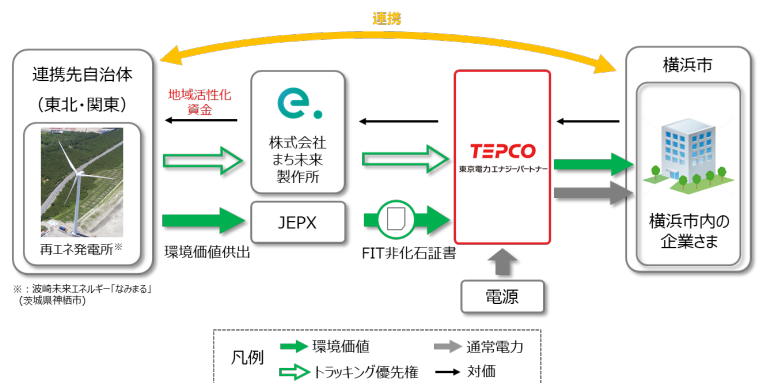 連携
連携先自治体
（東北・関東）
再エネ発電所※
※：波崎未来エネルギー「なみまる」
（茨城県神栖市）
地域活性化
資金
環境価値供出
e.
株式会社
まち未来
製作所
JEPX
FIT非化石証書
TEPCO
東京電力エナジーパートナー
電源
横浜市
横浜市内の
企業さま
凡例
環境価値
通常電力
トラッキング優先権
対価